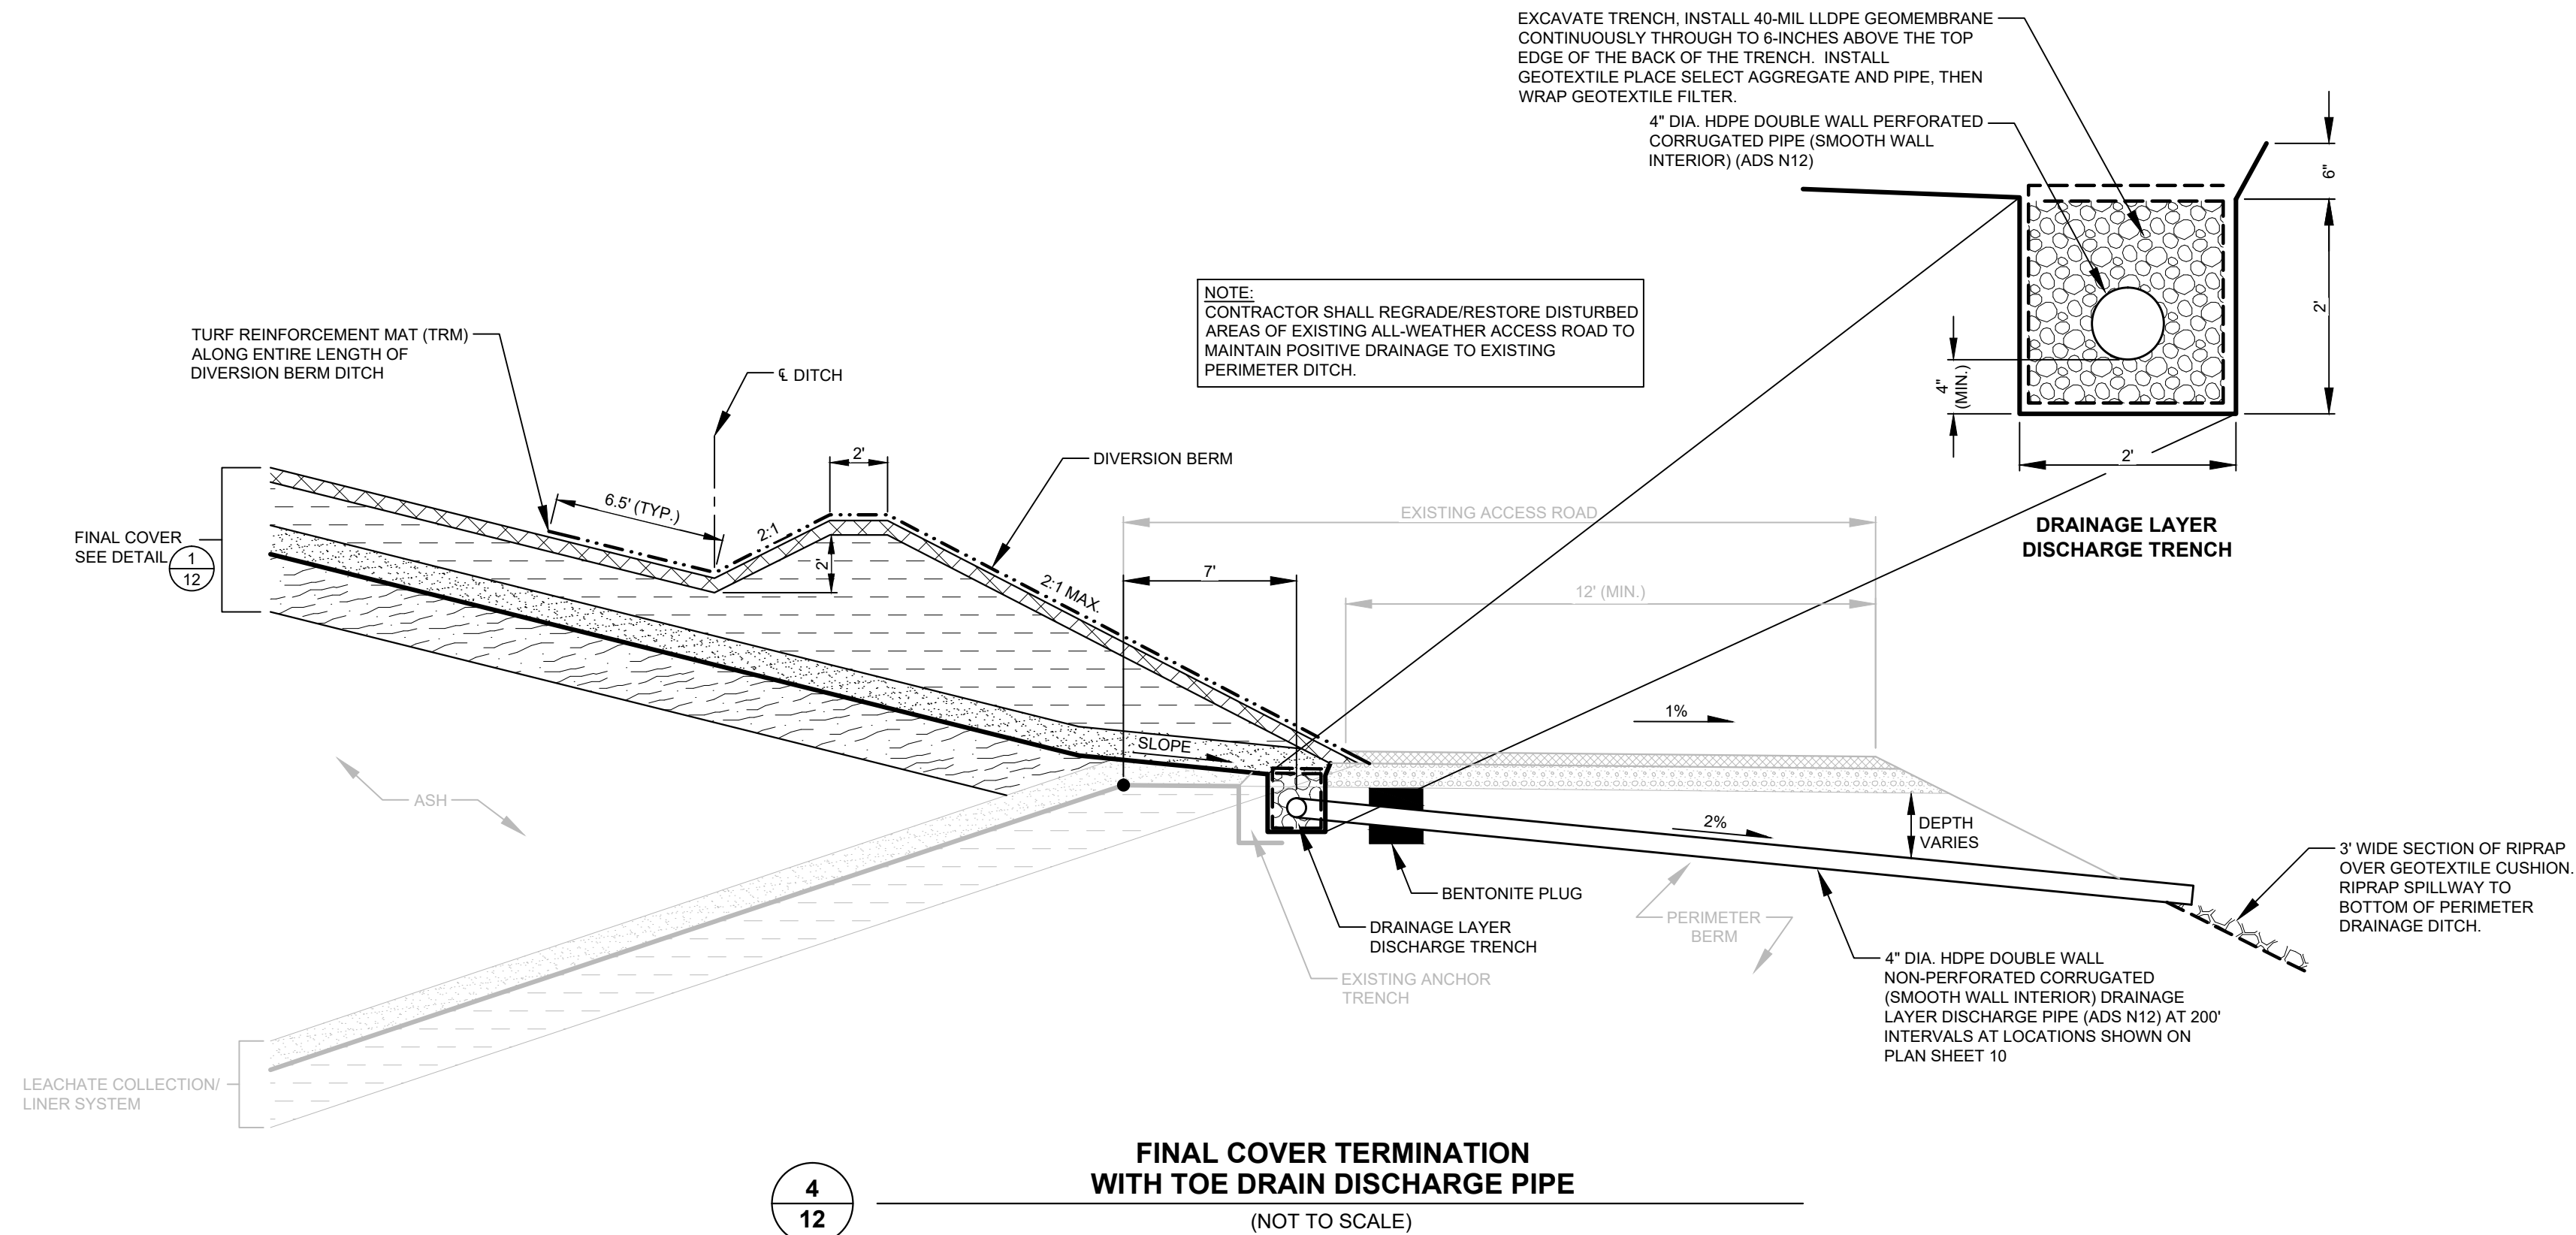 EXCAVATE TRENCH, INSTALL 40-MIL LLDPE GEOMEMBRANE
CONTINUOUSLY THROUGH TO 6-INCHES ABOVE THE TOP
EDGE OF THE BACK OF THE TRENCH. INSTALL
GEOTEXTILE PLACE SELECT AGGREGATE AND PIPE, THEN
WRAP GEOTEXTILE FILTER.
4" DIA. HDPE DOUBLE WALL PERFORATED
CORRUGATED PIPE (SMOOTH WALL
INTERIOR) (ADS N12)
6"
2'
4"
(MIN.)
2'
DRAINAGE LAYER
DISCHARGE TRENCH
NOTE:
CONTRACTOR SHALL REGRADE/RESTORE DISTURBED
AREAS OF EXISTING ALL-WEATHER ACCESS ROAD TO
MAINTAIN POSITIVE DRAINAGE TO EXISTING
PERIMETER DITCH.
TURF REINFORCEMENT MAT (TRM)
ALONG ENTIRE LENGTH OF
DIVERSION BERM DITCH
℄ DITCH
2'
DIVERSION BERM
6.5' (TYP.)
2:1
2'
2:1 MAX.
FINAL COVER
SEE DETAIL
1
12
EXISTING ACCESS ROAD
7'
12' (MIN.)
1%
SLOPE
ASH
2%
DEPTH
VARIES
BENTONITE PLUG
DRAINAGE LAYER
DISCHARGE TRENCH
EXISTING ANCHOR
TRENCH
PERIMETER
BERM
3' WIDE SECTION OF RIPRAP
OVER GEOTEXTILE CUSHION.
RIPRAP SPILLWAY TO
BOTTOM OF PERIMETER
DRAINAGE DITCH.
4" DIA. HDPE DOUBLE WALL
NON-PERFORATED CORRUGATED
(SMOOTH WALL INTERIOR) DRAINAGE
LAYER DISCHARGE PIPE (ADS N12) AT 200'
INTERVALS AT LOCATIONS SHOWN ON
PLAN SHEET 10
LEACHATE COLLECTION/
LINER SYSTEM
4
12
FINAL COVER TERMINATION
WITH TOE DRAIN DISCHARGE PIPE
(NOT TO SCALE)